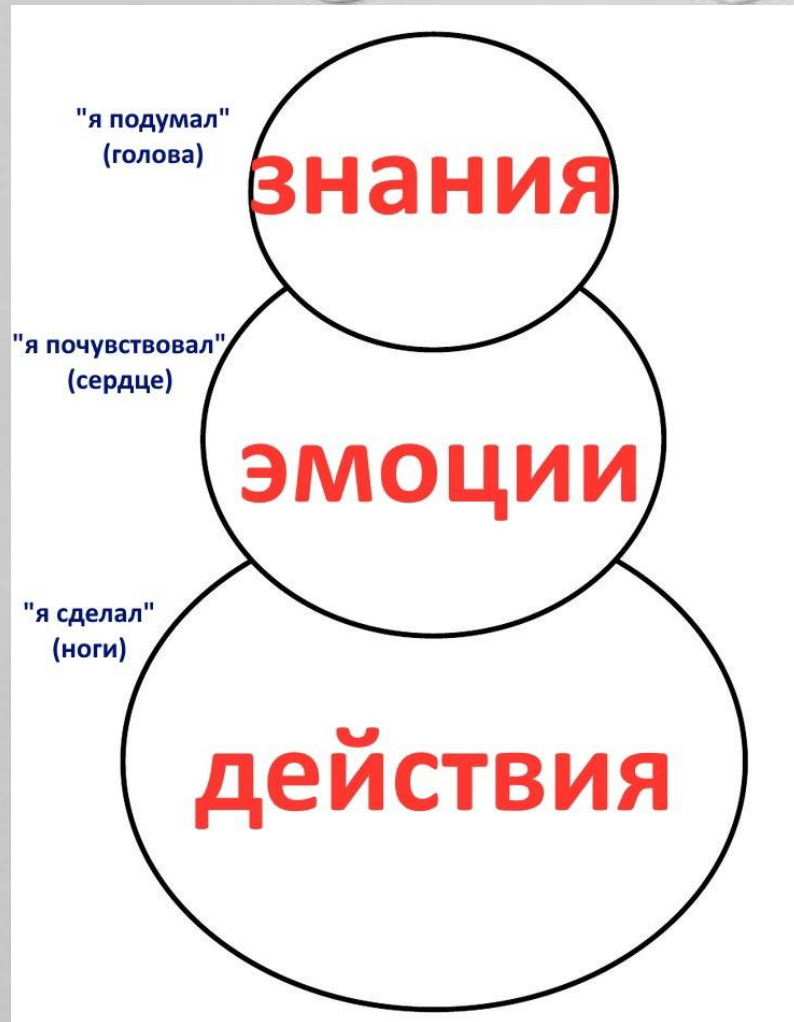 "я подумал"
(голова)
знания
"я почувствовал"
(сердце)
эмоции
"я сделал"
(ноги)
действия